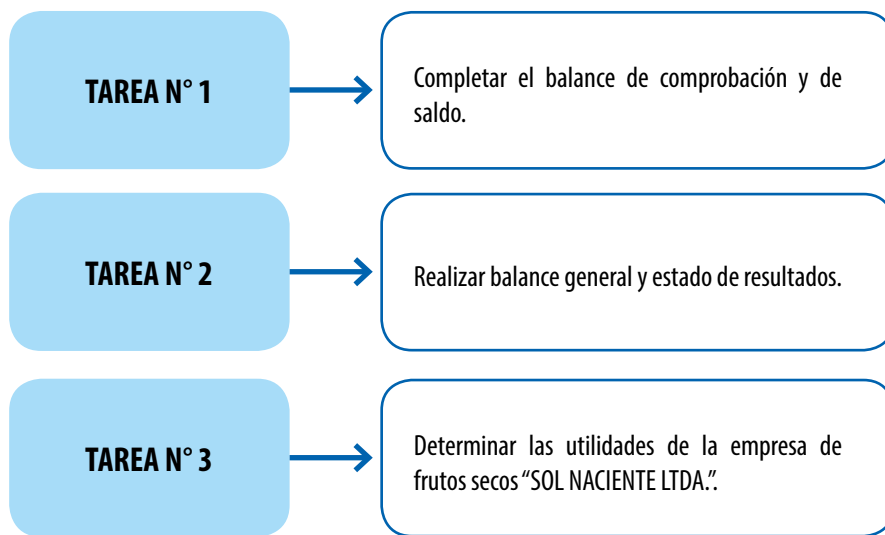 TAREA N° 1
Completar el balance de comprobación y de
saldo.
TAREA N° 2
Realizar balance general y estado de resultados.
TAREA N° 3
Determinar las utilidades de la empresa de
frutos secos “SOL NACIENTE LTDA.”.